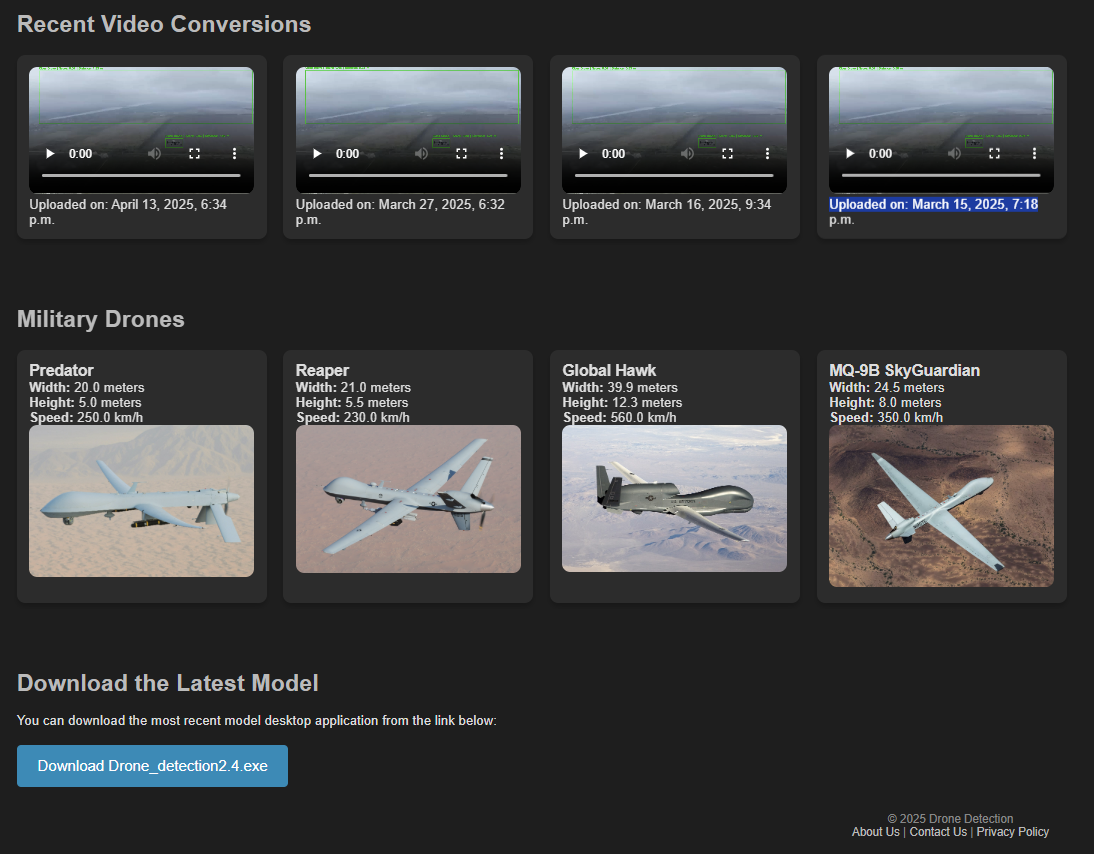 Recent Video Conversions
0:00
0:00
0:00
0:00
Uploaded on: April 13, 2025, 6:34
p.m.
Uploaded on: March 27, 2025, 6:32
p.m.
Uploaded on: March 16, 2025, 9:34
p.m.
Uploaded on: March 15, 2025, 7:18
p.m.
Military Drones
Predator
Width: 20.0 meters
Height: 5.0 meters
Speed: 250.0 km/h
Reaper
Width: 21.0 meters
Height: 5.5 meters
Speed: 230.0 km/h
Global Hawk
Width: 39.9 meters
Height: 12.3 meters
Speed: 560.0 km/h
MQ-9B SkyGuardian
Width: 24.5 meters
Height: 8.0 meters
Speed: 350.0 km/h
Download the Latest Model
You can download the most recent model desktop application from the link below:
Download Drone_detection2.4.exe
© 2025 Drone Detection
About Us | Contact Us | Privacy Policy